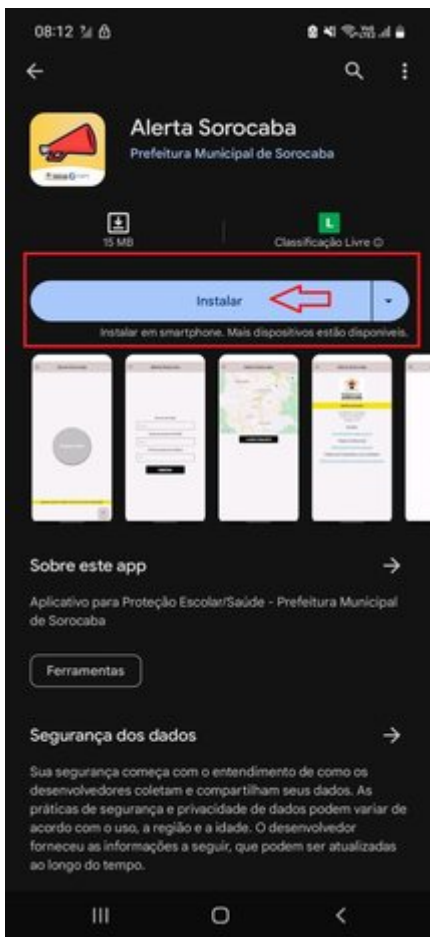 08:12
Alerta Sorocaba
Prefeitura Municipal de Sorocaba
15 MB
L
Classificação Livre
Instalar
Instalar em smartphone. Mais dispositivos estão disponíveis.
Sobre este app
Aplicativo para Proteção Escolar/Saúde - Prefeitura Municipal
de Sorocaba
Ferramentas
Segurança dos dados
Sua segurança começa com o entendimento de como os
desenvolvedores coletam e compartilham seus dados. As
práticas de segurança e privacidade de dados podem variar de
acordo com o uso, a região e a idade. O desenvolvedor
forneceu as informações a seguir, que podem ser atualizadas
ao longo do tempo.